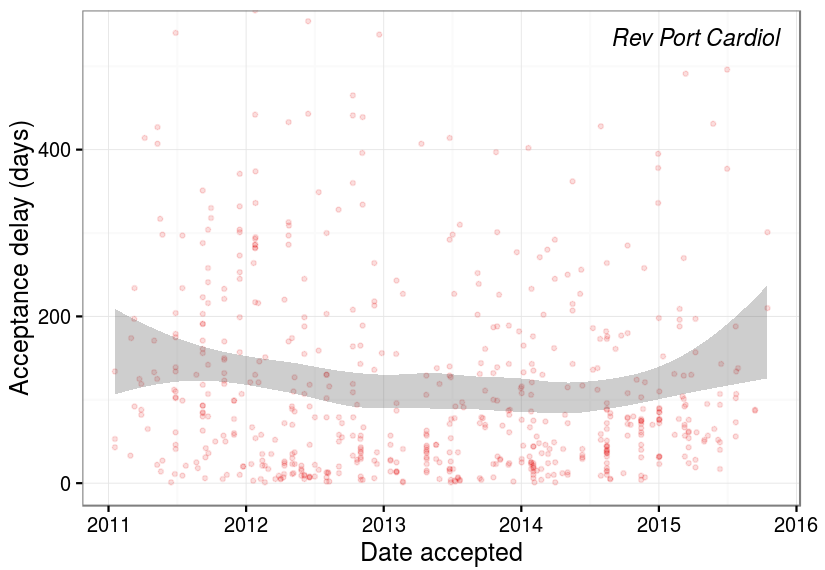 Rev Port Cardiol
Acceptance delay (days)
400
200
0
2011 2012 2013 2014 2015 2016
Date accepted